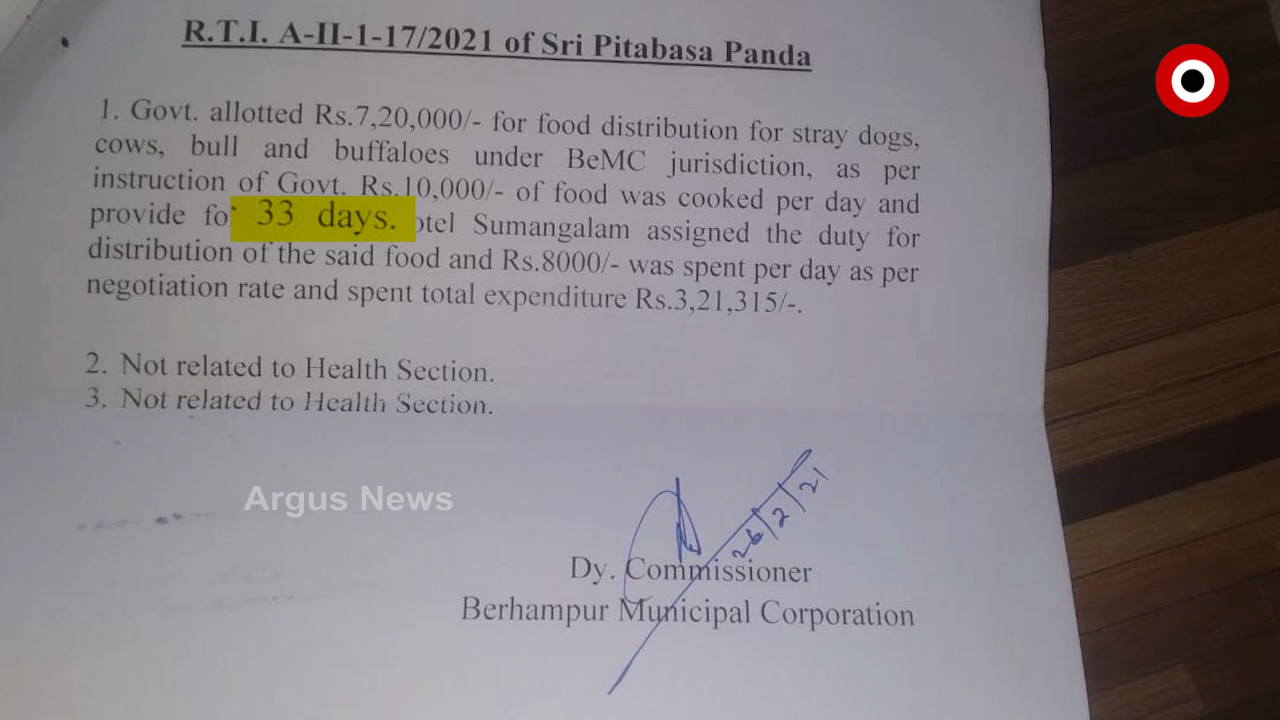 R.T.I. A-II-1-17/2021 of Sri Pitabasa Panda
1. Govt. allotted Rs.7,20,000/- for food distribution for stray dogs,
cows, bull and buffaloes under BeMC jurisdiction, as per
instruction of Govt. Rs.10,000/- of food was cooked per day and
provide for 33 days. otel Sumangalam assigned the duty for
distribution of the said food and Rs.8000/- was spent per day as per
negotiation rate and spent total expenditure Rs.3,21,315/-.
2. Not related to Health Section.
3. Not related to Health Section.
Argus News
26/2/21
Dy. Commissioner
Berhampur Municipal Corporation